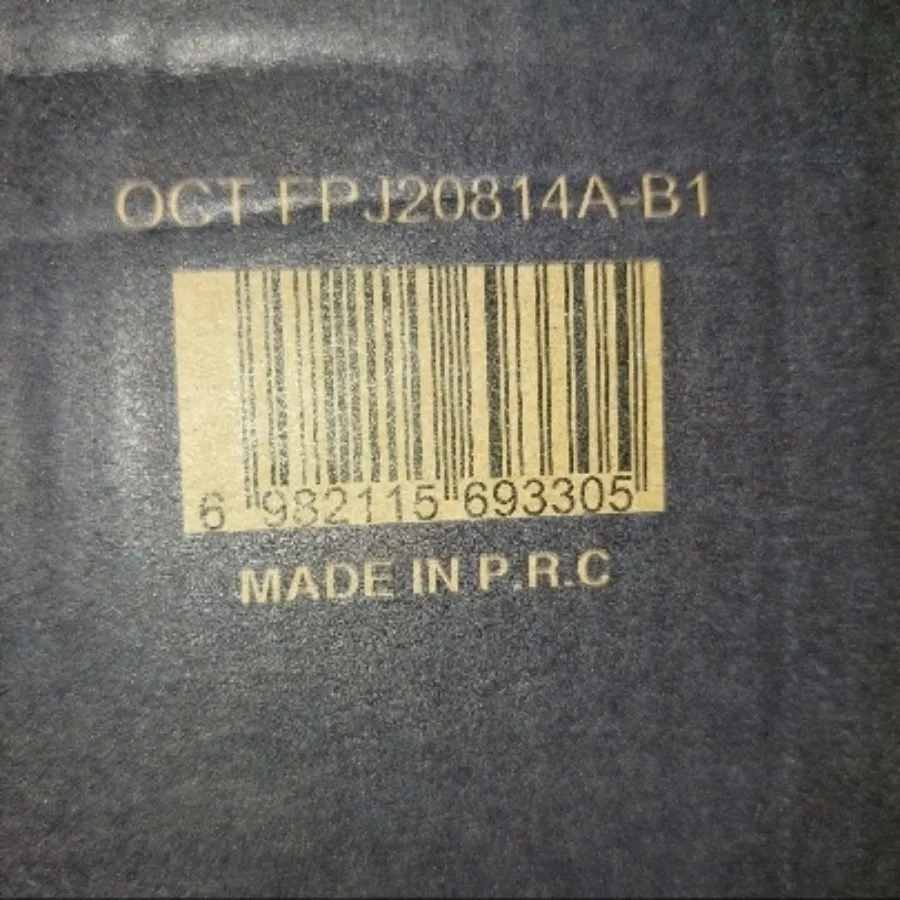 OCT-FPJ20814A-B1
6 982115 693305
MADE IN P.R.C